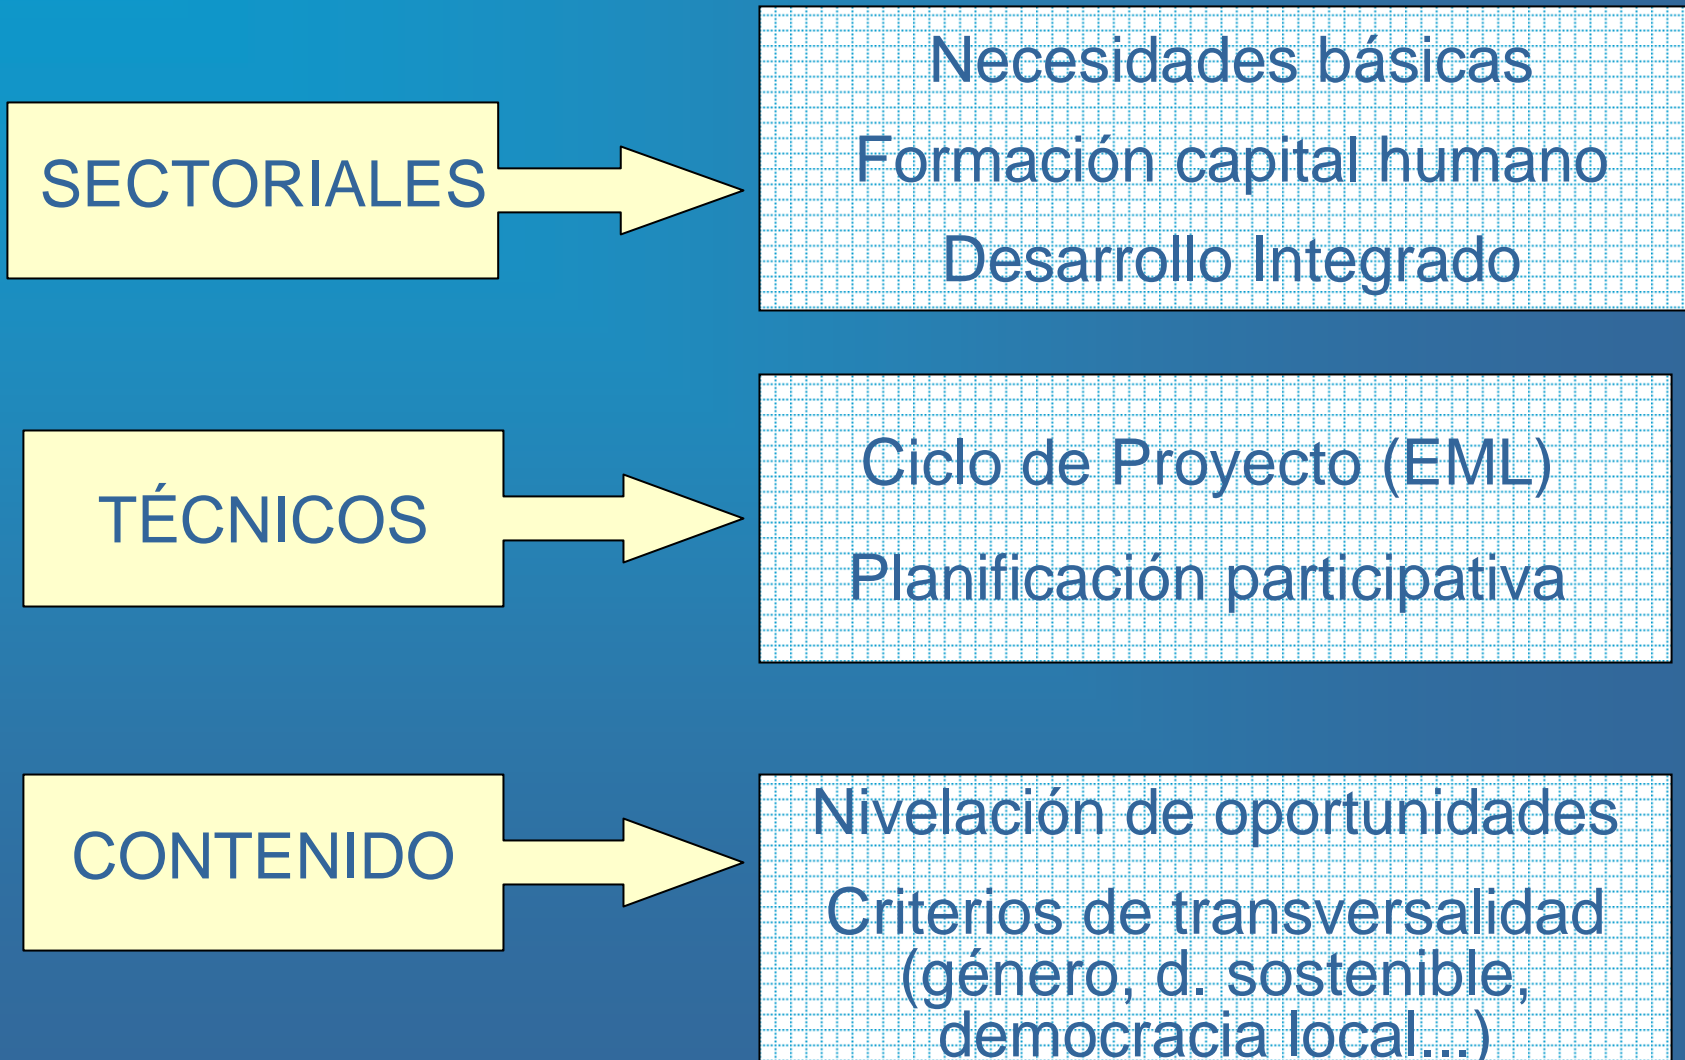 SECTORIALES
Necesidades básicas
Formación capital humano
Desarrollo Integrado
TÉCNICOS
Ciclo de Proyecto (EML)
Planificación participativa
CONTENIDO
Nivelación de oportunidades
Criterios de transversalidad
(género, d. sostenible,
democracia local...)